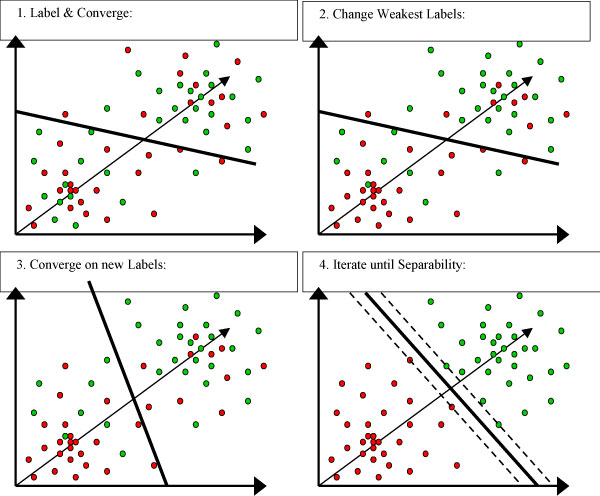 1. Label & Converge:
2. Change Weakest Labels:
3. Converge on new Labels:
4. Iterate until Separability: